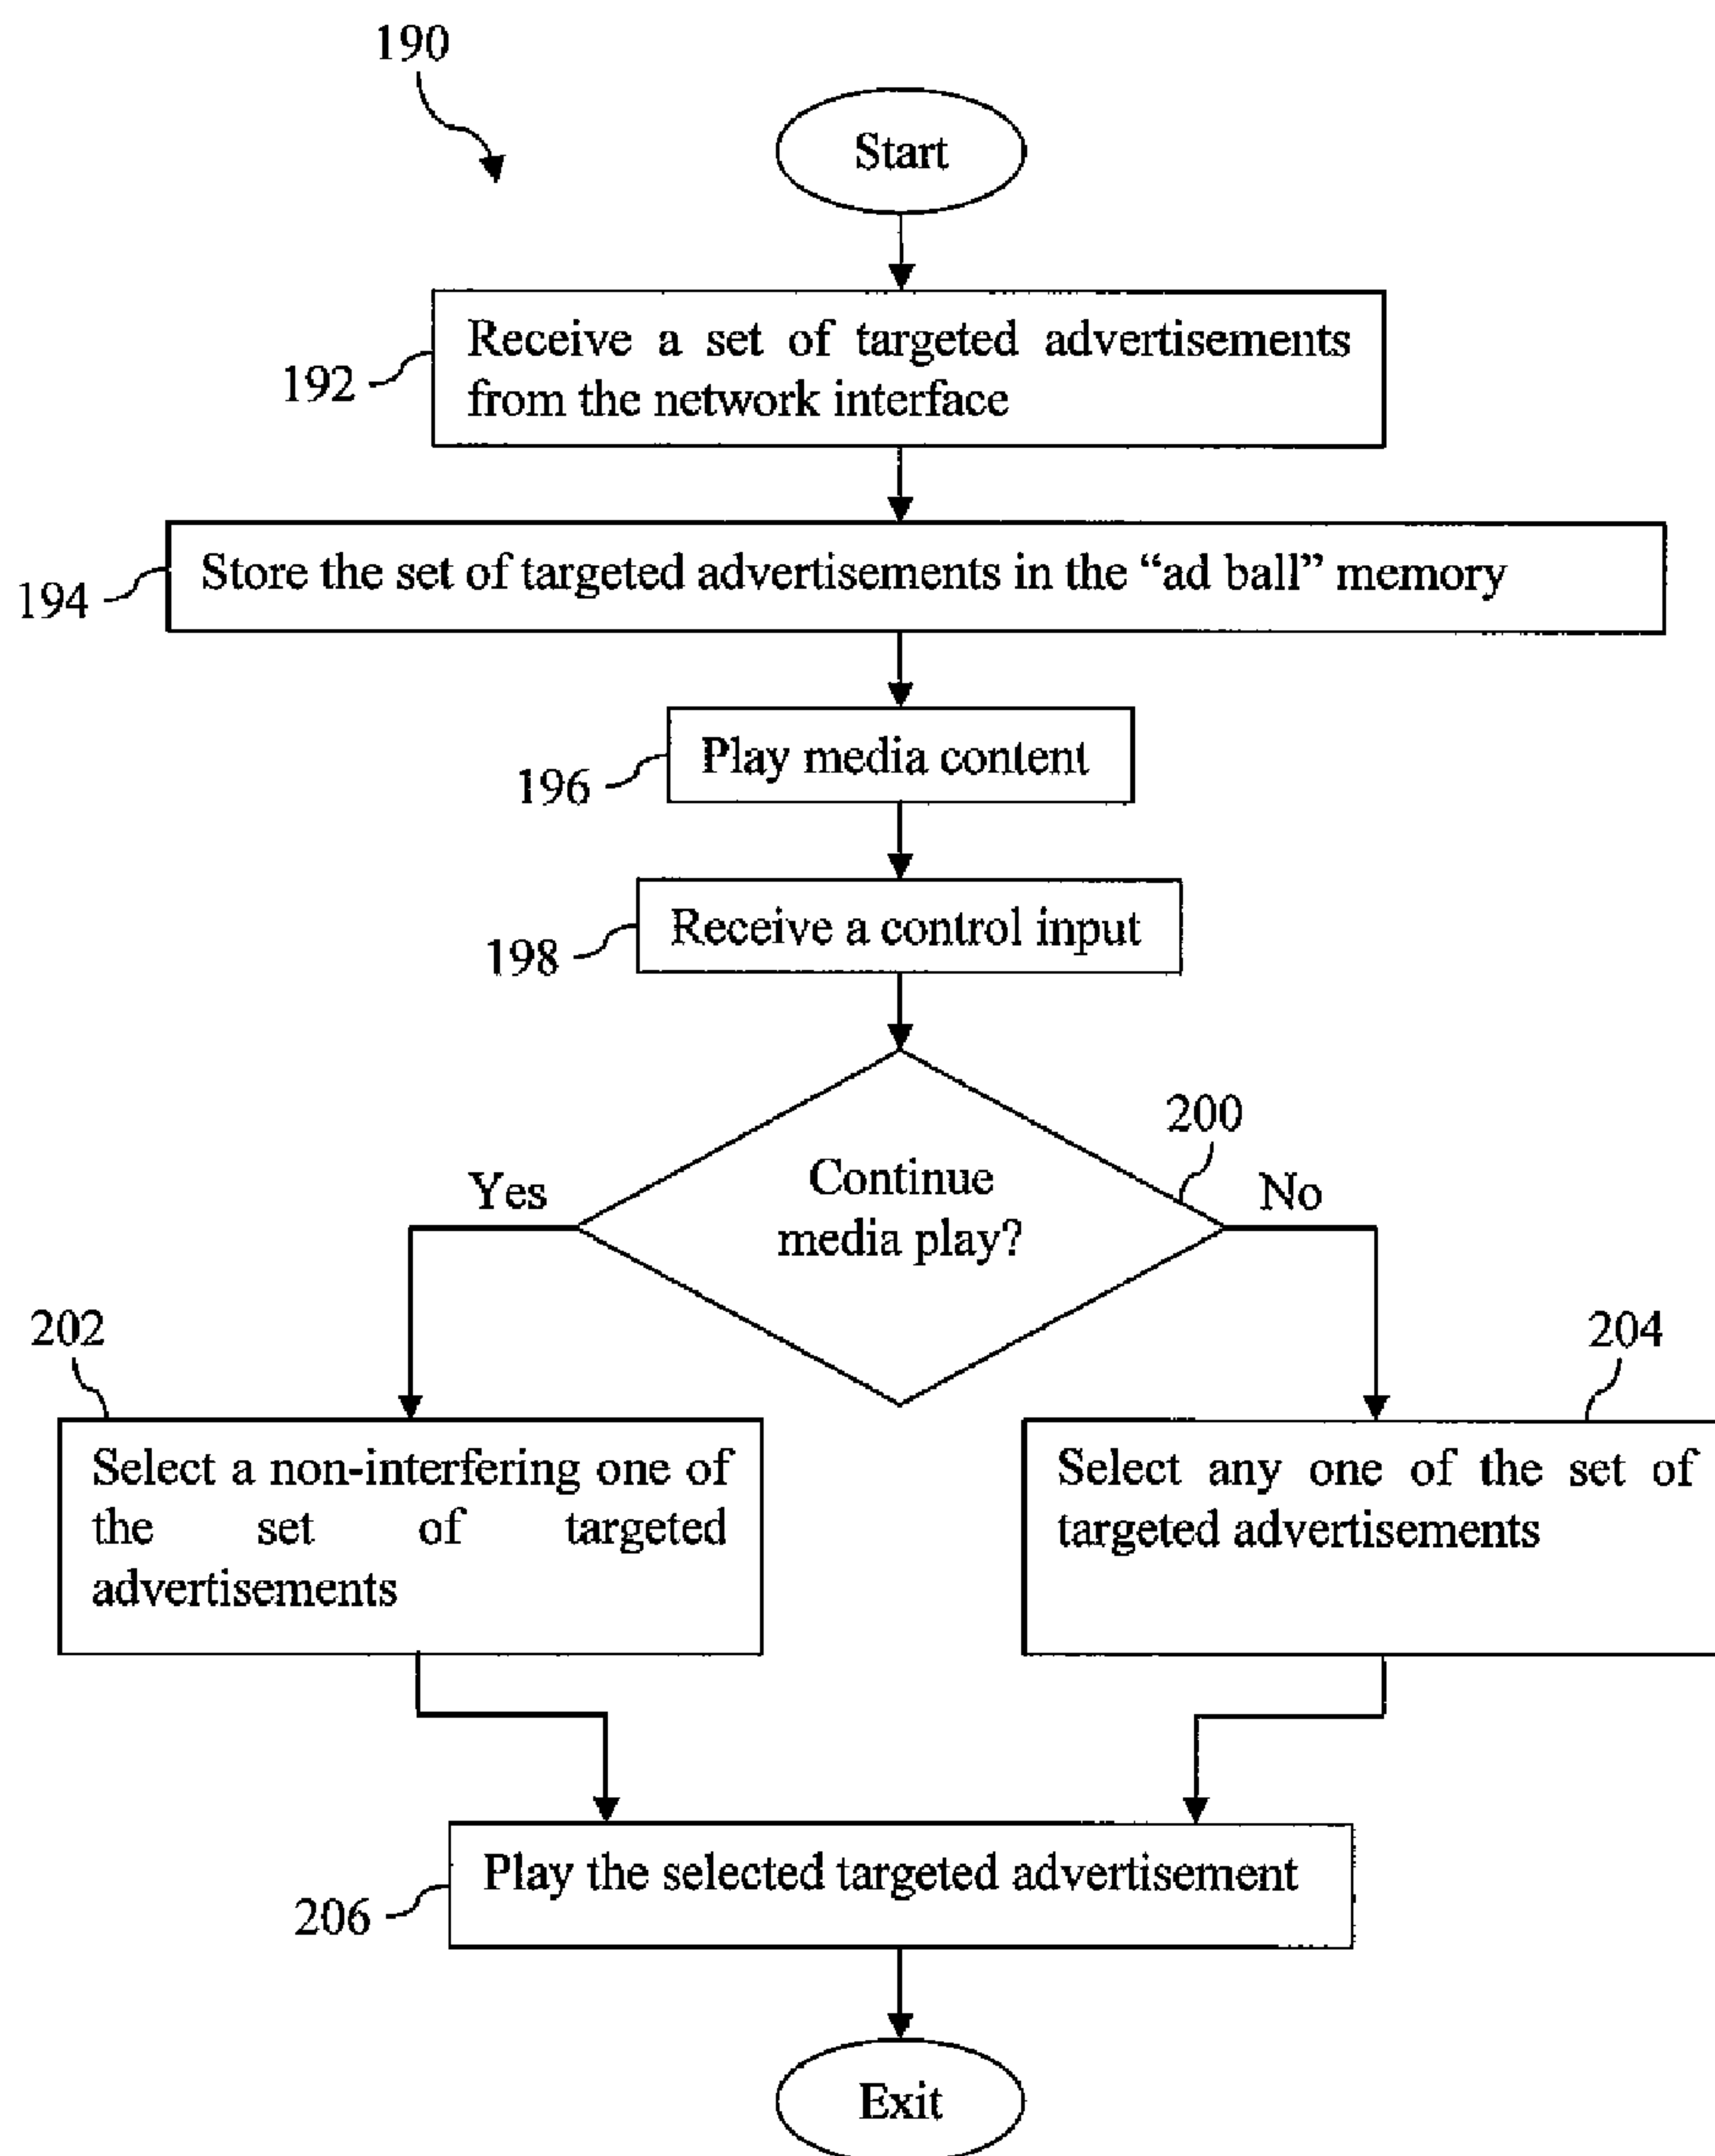 190
Start
192
Receive a set of targeted advertisements
from the network interface
194
Store the set of targeted advertisements in the “ad ball” memory
196
Play media content
198
Receive a control input
200
Continue
media play?
Yes
No
202
204
Select a non-interfering one of
the set of targeted
advertisements
Select any one of the set of
targeted advertisements
206
Play the selected targeted advertisement
Exit